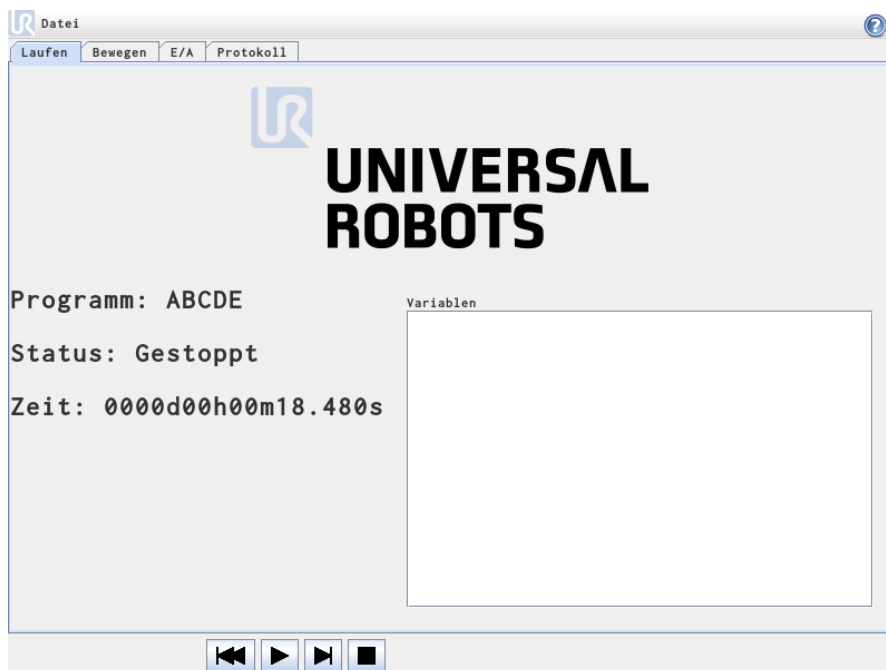 Datei
Laufen Bewegen E/A Protokoll
UNIVERSAL
ROBOTS
Programm: ABCDE
Variablen
Status: Gestoppt
Zeit: 0000d00h00m18.480s